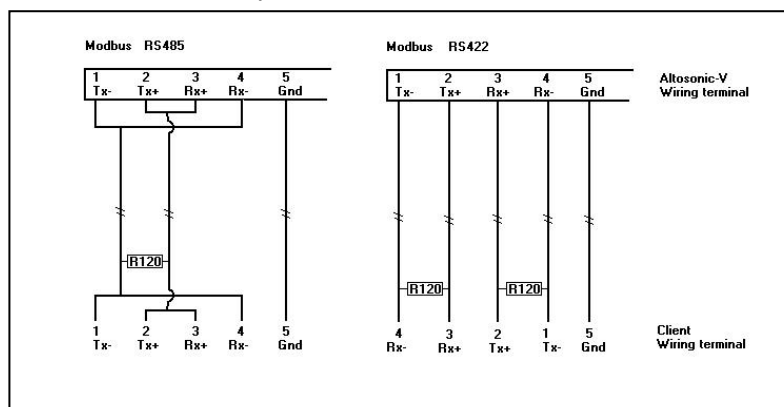 Modbus RS485
1 2 3 4 5
Tx- Tx+ Rx+ Rx- Gnd
R120
1 2 3 4 5
Tx- Tx+ Rx+ Rx- Gnd
Modbus RS422
1 2 3 4 5
Tx- Tx+ Rx+ Rx- Gnd
Altosonic-V
Wiring terminal
R120 R120
4 3 2 1 5
Rx- Rx+ Tx+ Tx- Gnd
Client
Wiring terminal